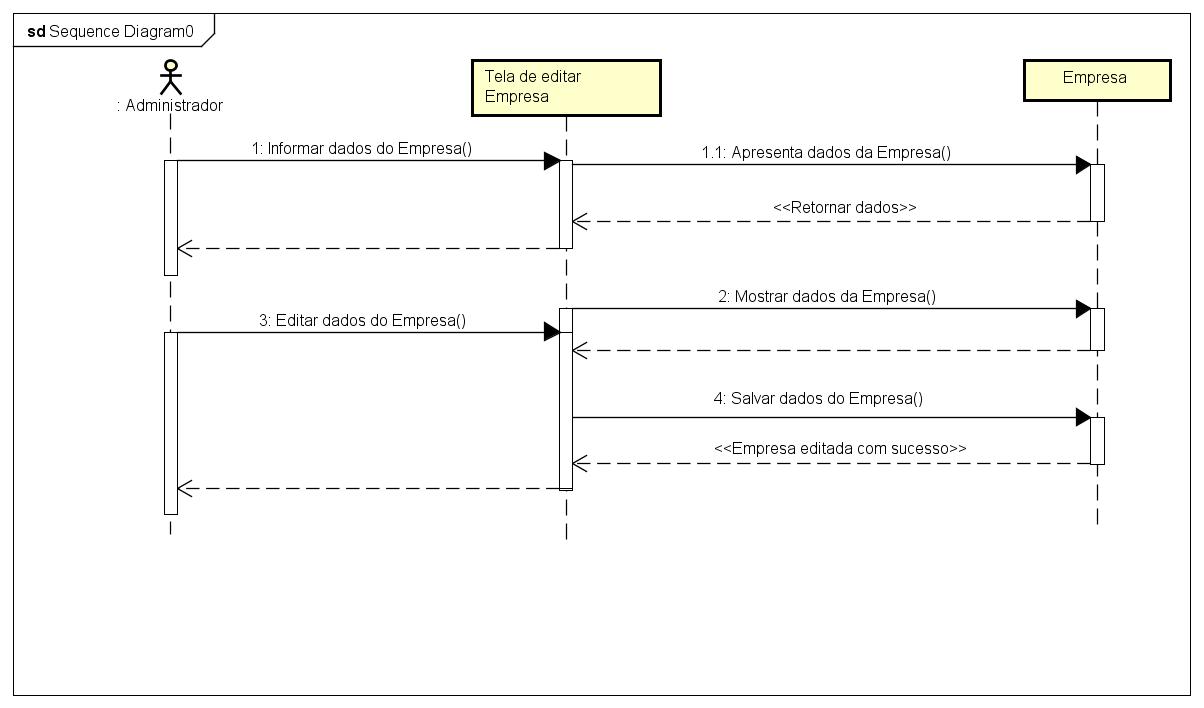 sd Sequence Diagram0
: Administrador
Tela de editar
Empresa
Empresa
1: Informar dados do Empresa()
1.1: Apresenta dados da Empresa()
<<Retornar dados>>
2: Mostrar dados da Empresa()
3: Editar dados do Empresa()
4: Salvar dados do Empresa()
<<Empresa editada com sucesso>>